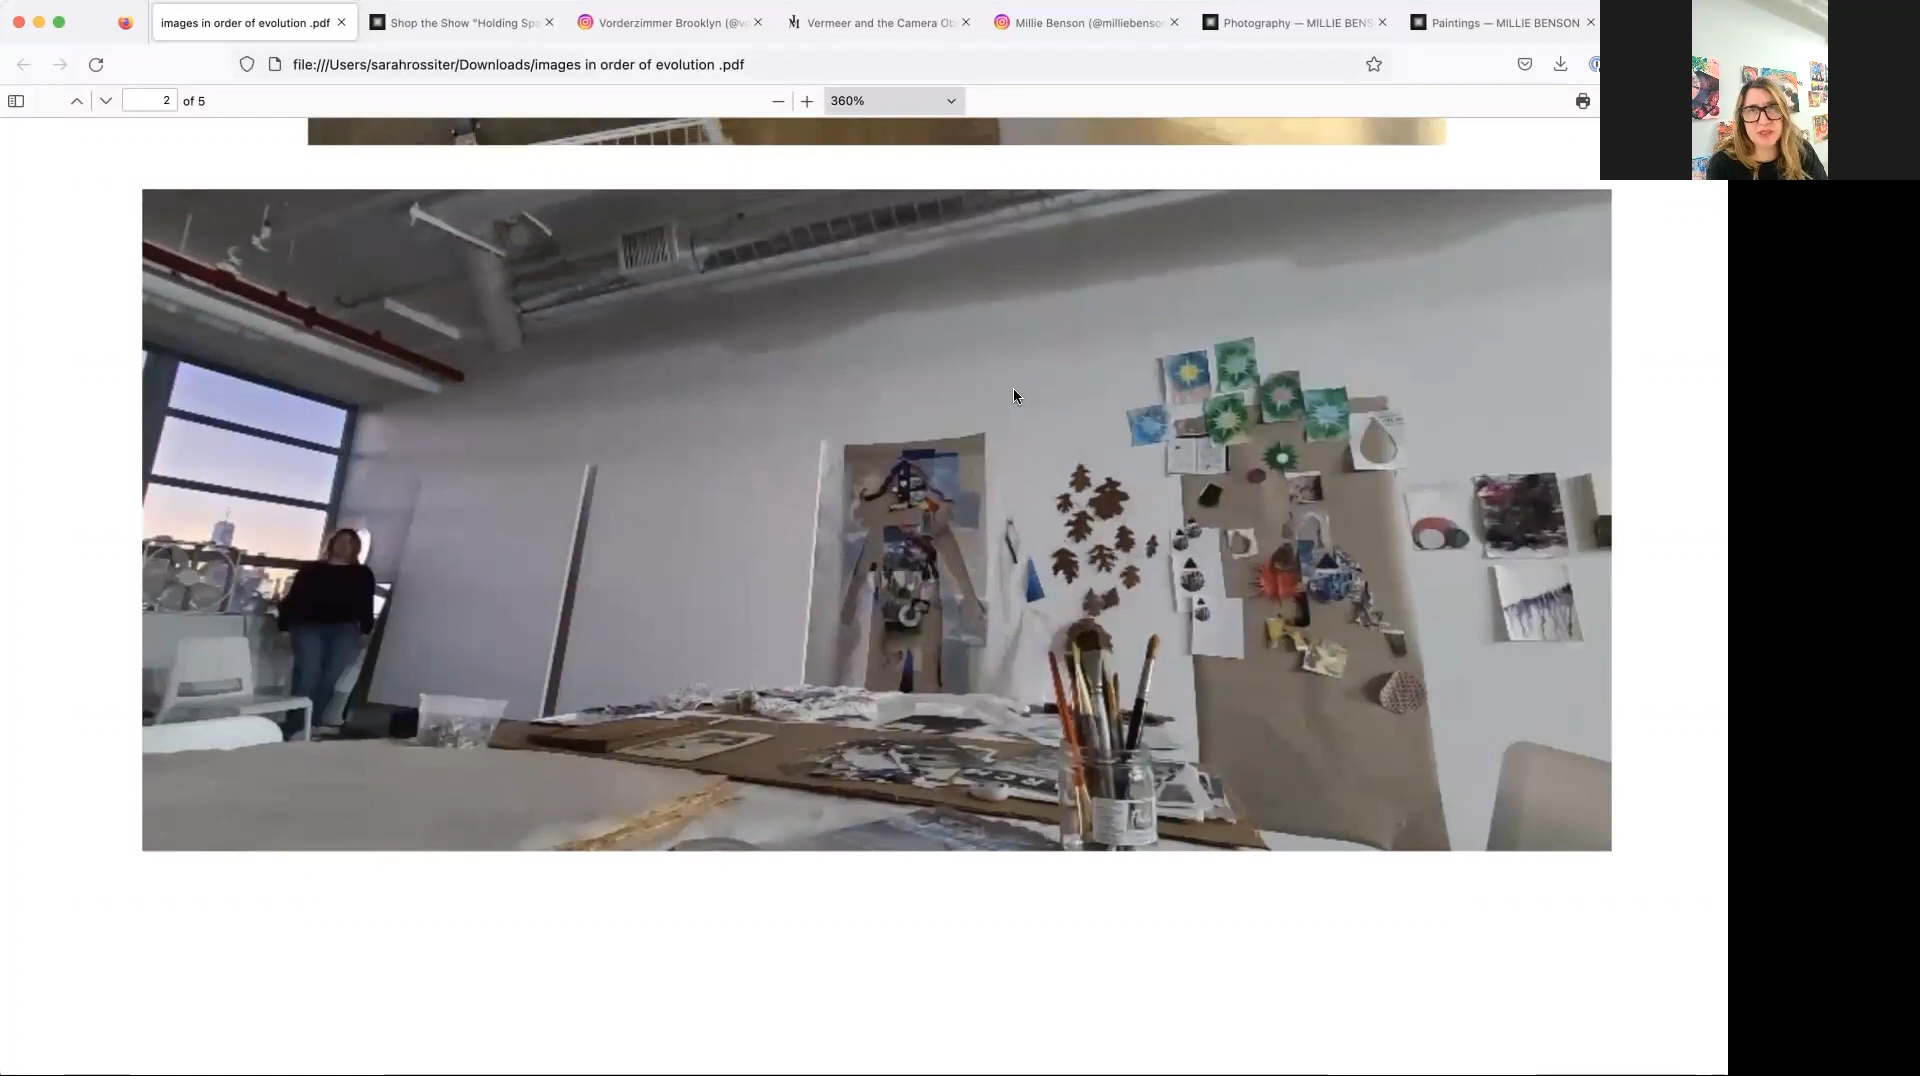 images in order of evolution .pdf
Shop the Show "Holding Sp
Vorderzimmer Brooklyn (@v
Vermeer and the Camera Ob
Millie Benson (@milliebenso
Photography — MILLIE BENS
Paintings — MILLIE BENSON
file:///Users/sarahrossiter/Downloads/images in order of evolution .pdf
2 of 5
360%
RCH